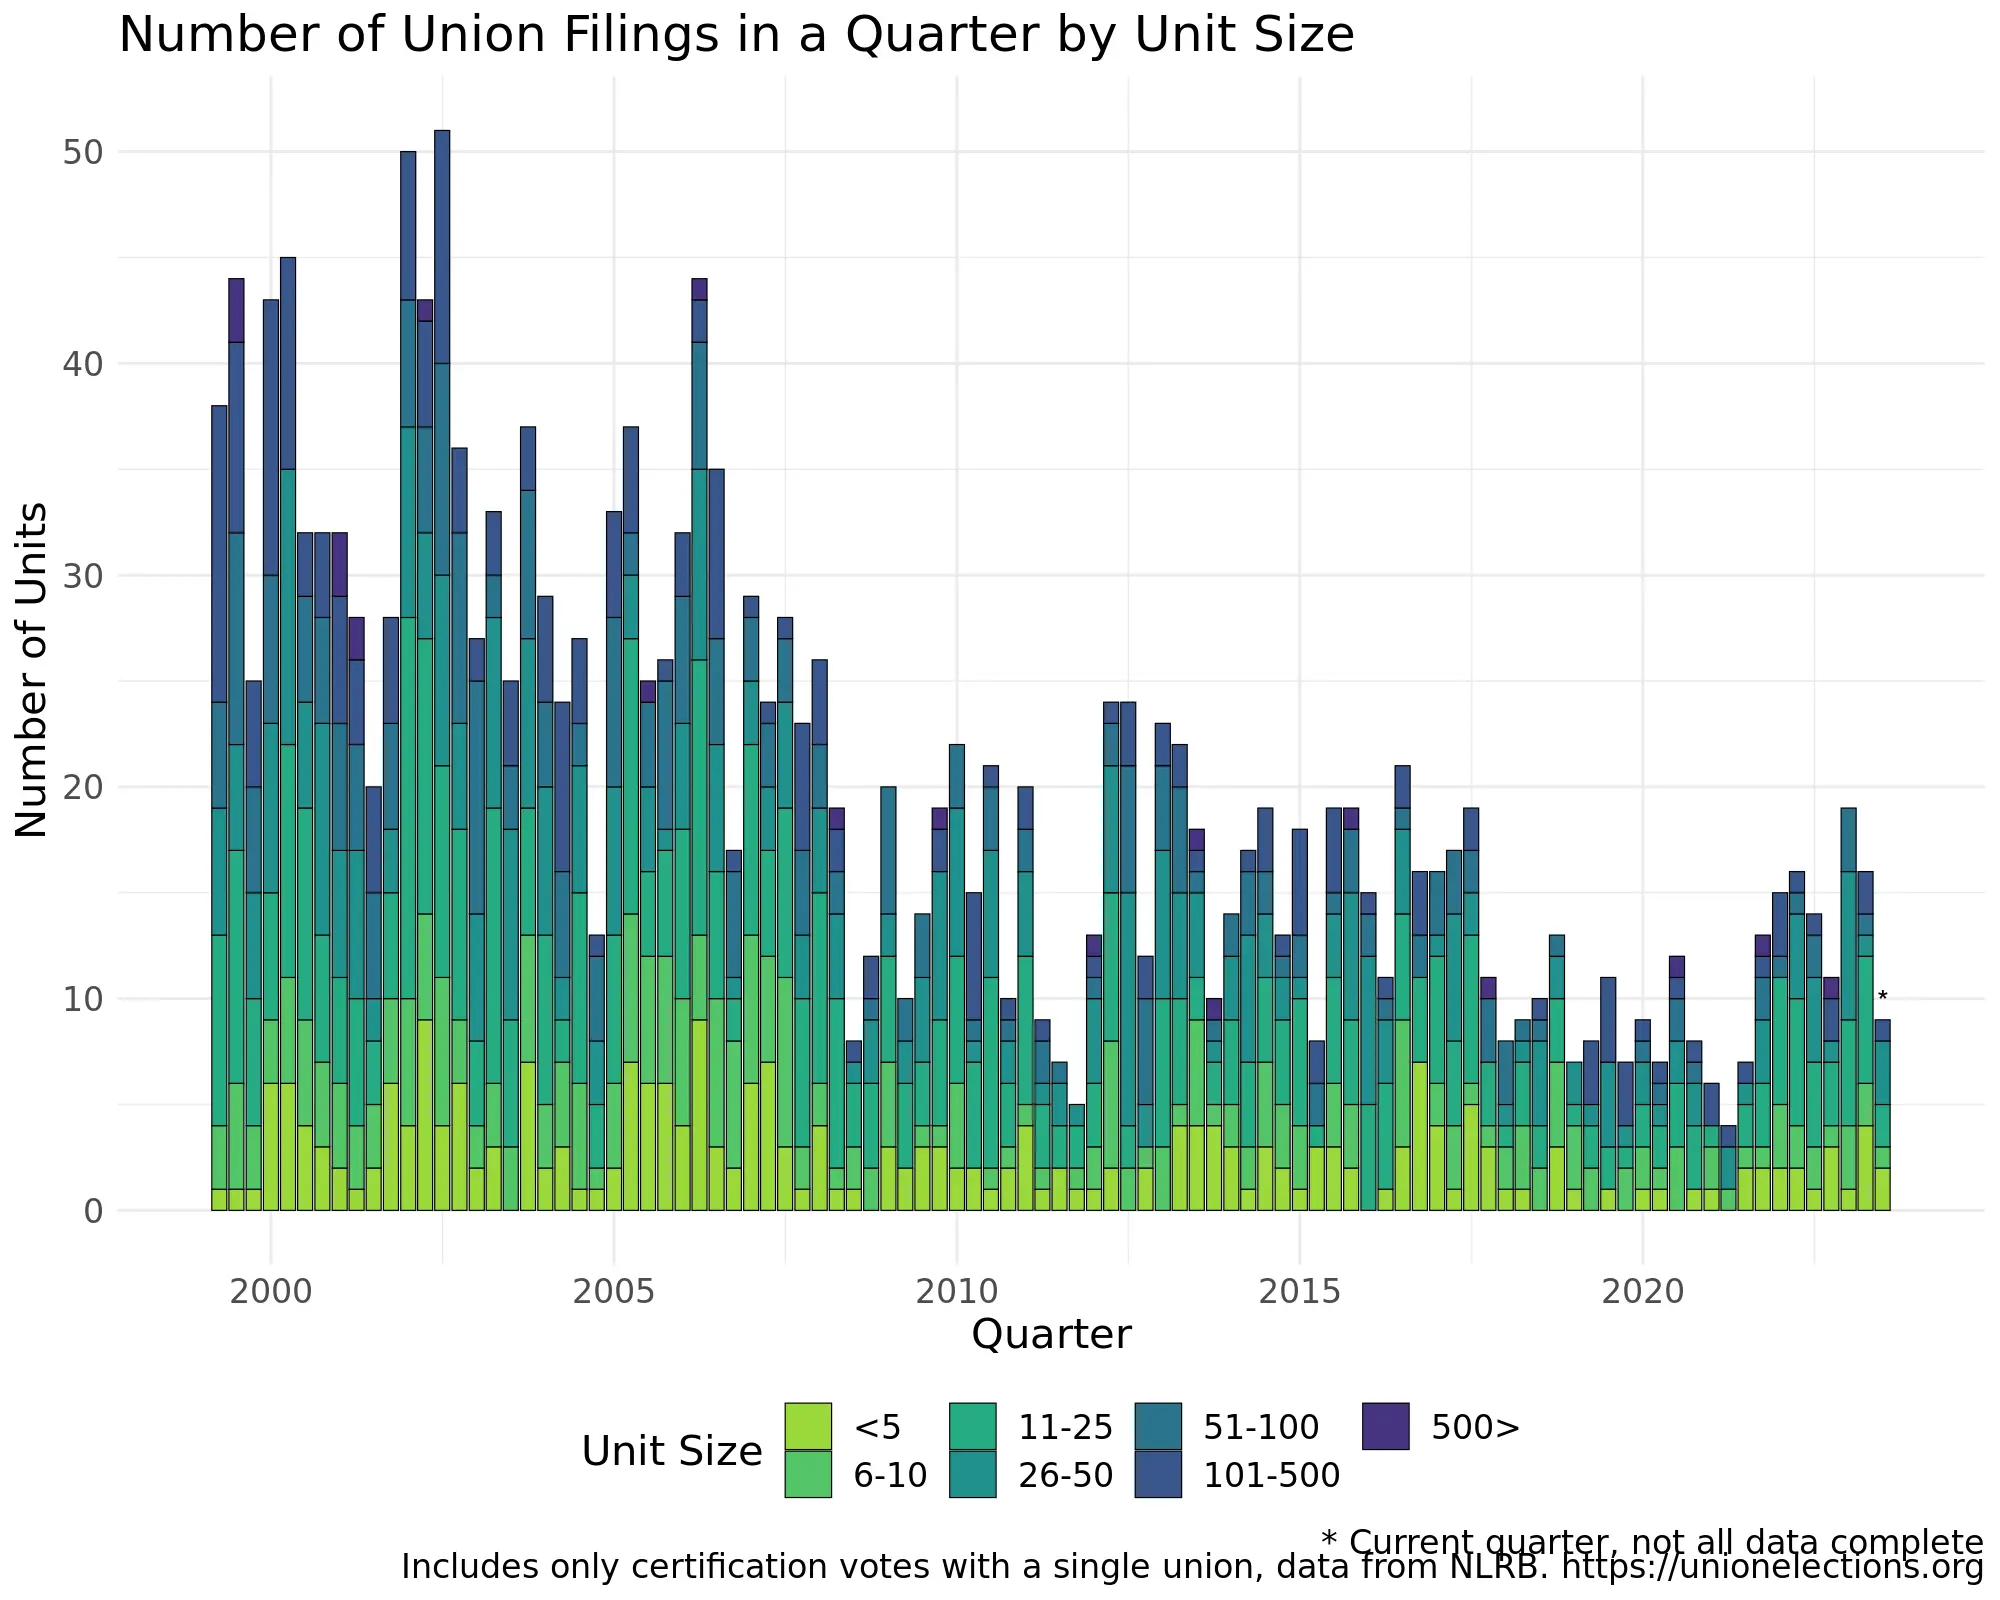 Number of Union Filings in a Quarter by Unit Size
Number of Units
50
40
30
20
10
0
*
2000 2005 2010 2015 2020
Quarter
Unit Size
<5 11-25 51-100 500>
6-10 26-50 101-500
* Current quarter, not all data complete
Includes only certification votes with a single union, data from NLRB. https://unionelections.org